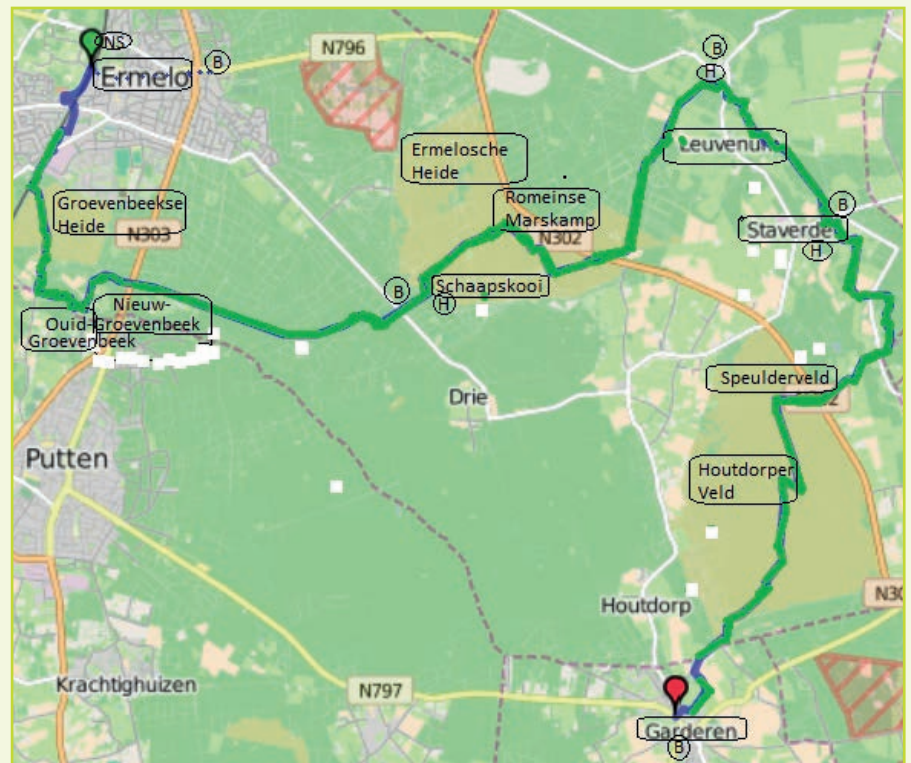 NS
B
Ermelo
N796
B
H
Leuvenum
Ermelosche
Heide
Romeinse
Marskamp
N302
Groevenbeekse
Heide
N303
B
Staverde
H
B
Schaapskooi
H
Nieuw-
Groevenbeek
Ouid-
Groevenbeek
Drie
Speulderveld
Putten
Houtdorper
Veld
Houtdorp
N30
Krachtighuizen
N797
Garderen
B